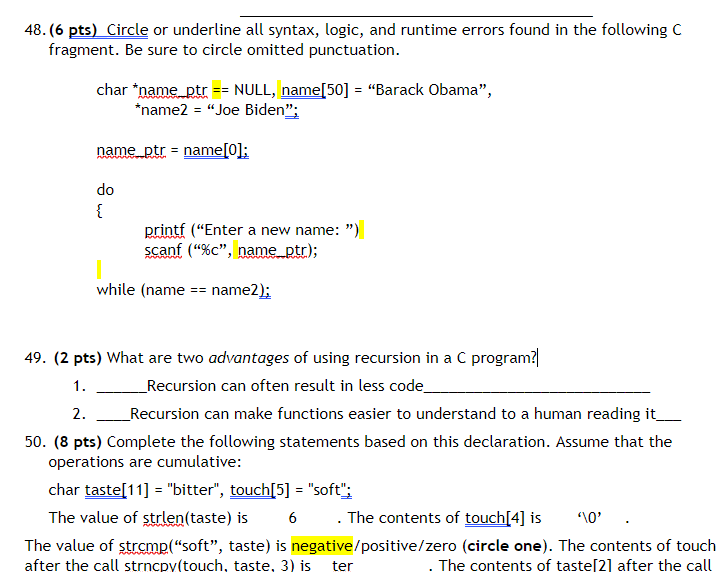 48. (6 pts) Circle or underline all syntax, logic, and runtime errors found in the following C
fragment. Be sure to circle omitted punctuation.
char *name_ptr == NULL, name[50] = “Barack Obama”,
*name2 = “Joe Biden”;
name_ptr = name[0];
do
{
printf (“Enter a new name: ”)
scanf (“%c”, name_ptr);
while (name == name2);
49. (2 pts) What are two advantages of using recursion in a C program?
1. ______Recursion can often result in less code____________________________
2. ____Recursion can make functions easier to understand to a human reading it___
50. (8 pts) Complete the following statements based on this declaration. Assume that the
operations are cumulative:
char taste[11] = "bitter", touch[5] = "soft";
The value of strlen(taste) is 6 . The contents of touch[4] is ‘\0’ .
The value of strcmp(“soft”, taste) is negative/positive/zero (circle one). The contents of touch
after the call strncpy(touch, taste, 3) is ter . The contents of taste[2] after the call